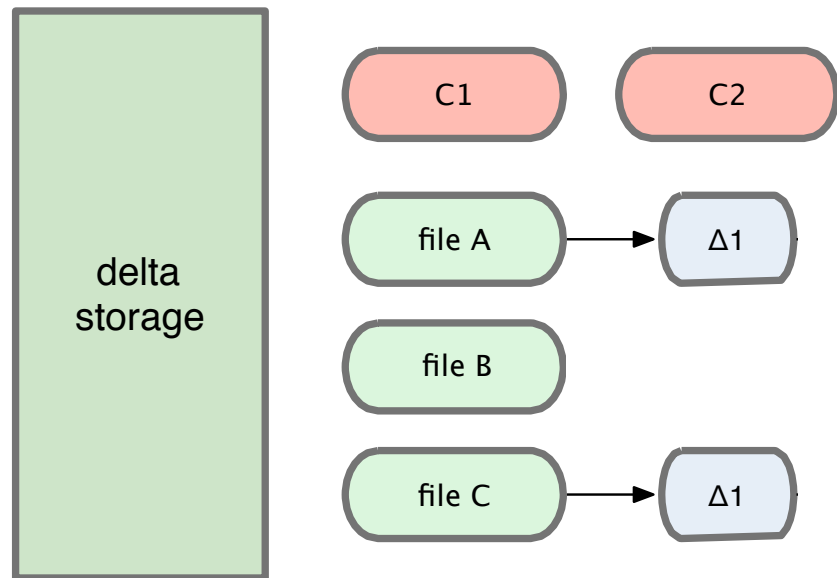 delta
storage
C1
C2
file A
Δ1
file B
file C
Δ1